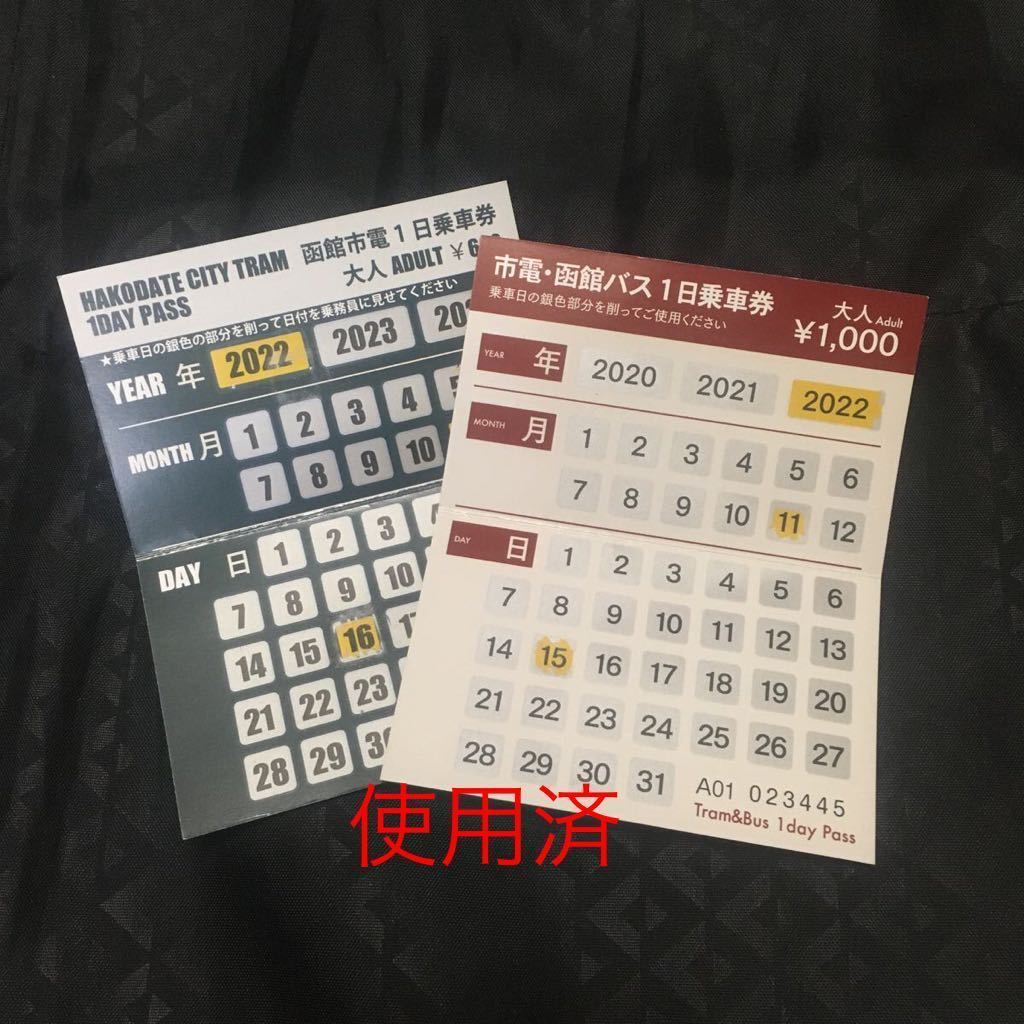 HAKODATE CITY TRAM
1DAY PASS
函館市電1日乗車券
大人 ADULT ¥6
★乗車日の銀色の部分を削って日付を乗務員に見せてください
YEAR 年 2022 2023
MONTH 月 1 2 3 4 5
7 8 9 10
DAY 日 1 2 3 4
7 8 9 10
14 15 16
21 22 23
28 29 30
市電・函館バス1日乗車券
乗車日の銀色部分を削ってご使用ください
大人 Adult
¥1,000
YEAR 年 2020 2021 2022
MONTH 月 1 2 3 4 5 6
7 8 9 10 11 12
DAY 日 1 2 3 4 5 6
7 8 9 10 11 12 13
14 15 16 17 18 19 20
21 22 23 24 25 26 27
28 29 30 31
A01 023445
Tram&Bus 1day Pass
使用済